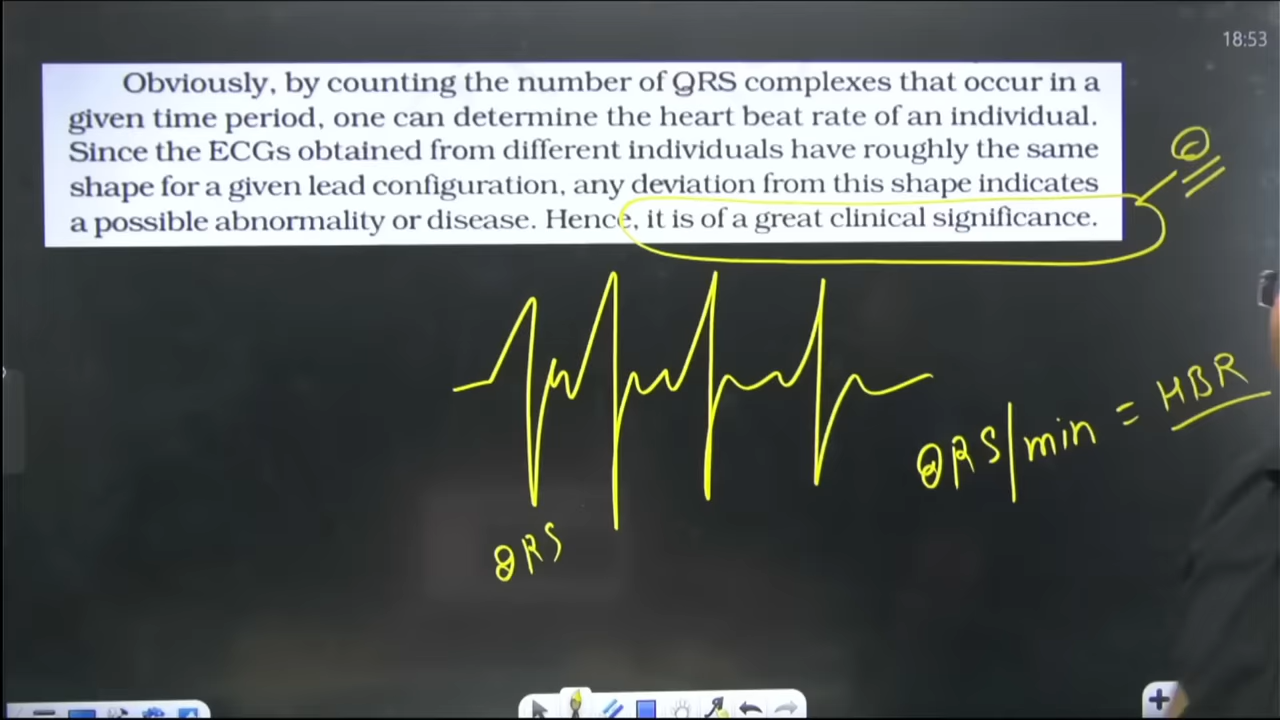 18:53
Obviously, by counting the number of QRS complexes that occur in a
given time period, one can determine the heart beat rate of an individual.
Since the ECGs obtained from different individuals have roughly the same
shape for a given lead configuration, any deviation from this shape indicates
a possible abnormality or disease. Hence, it is of a great clinical significance.
Q
QRS/min = HBR
QRS